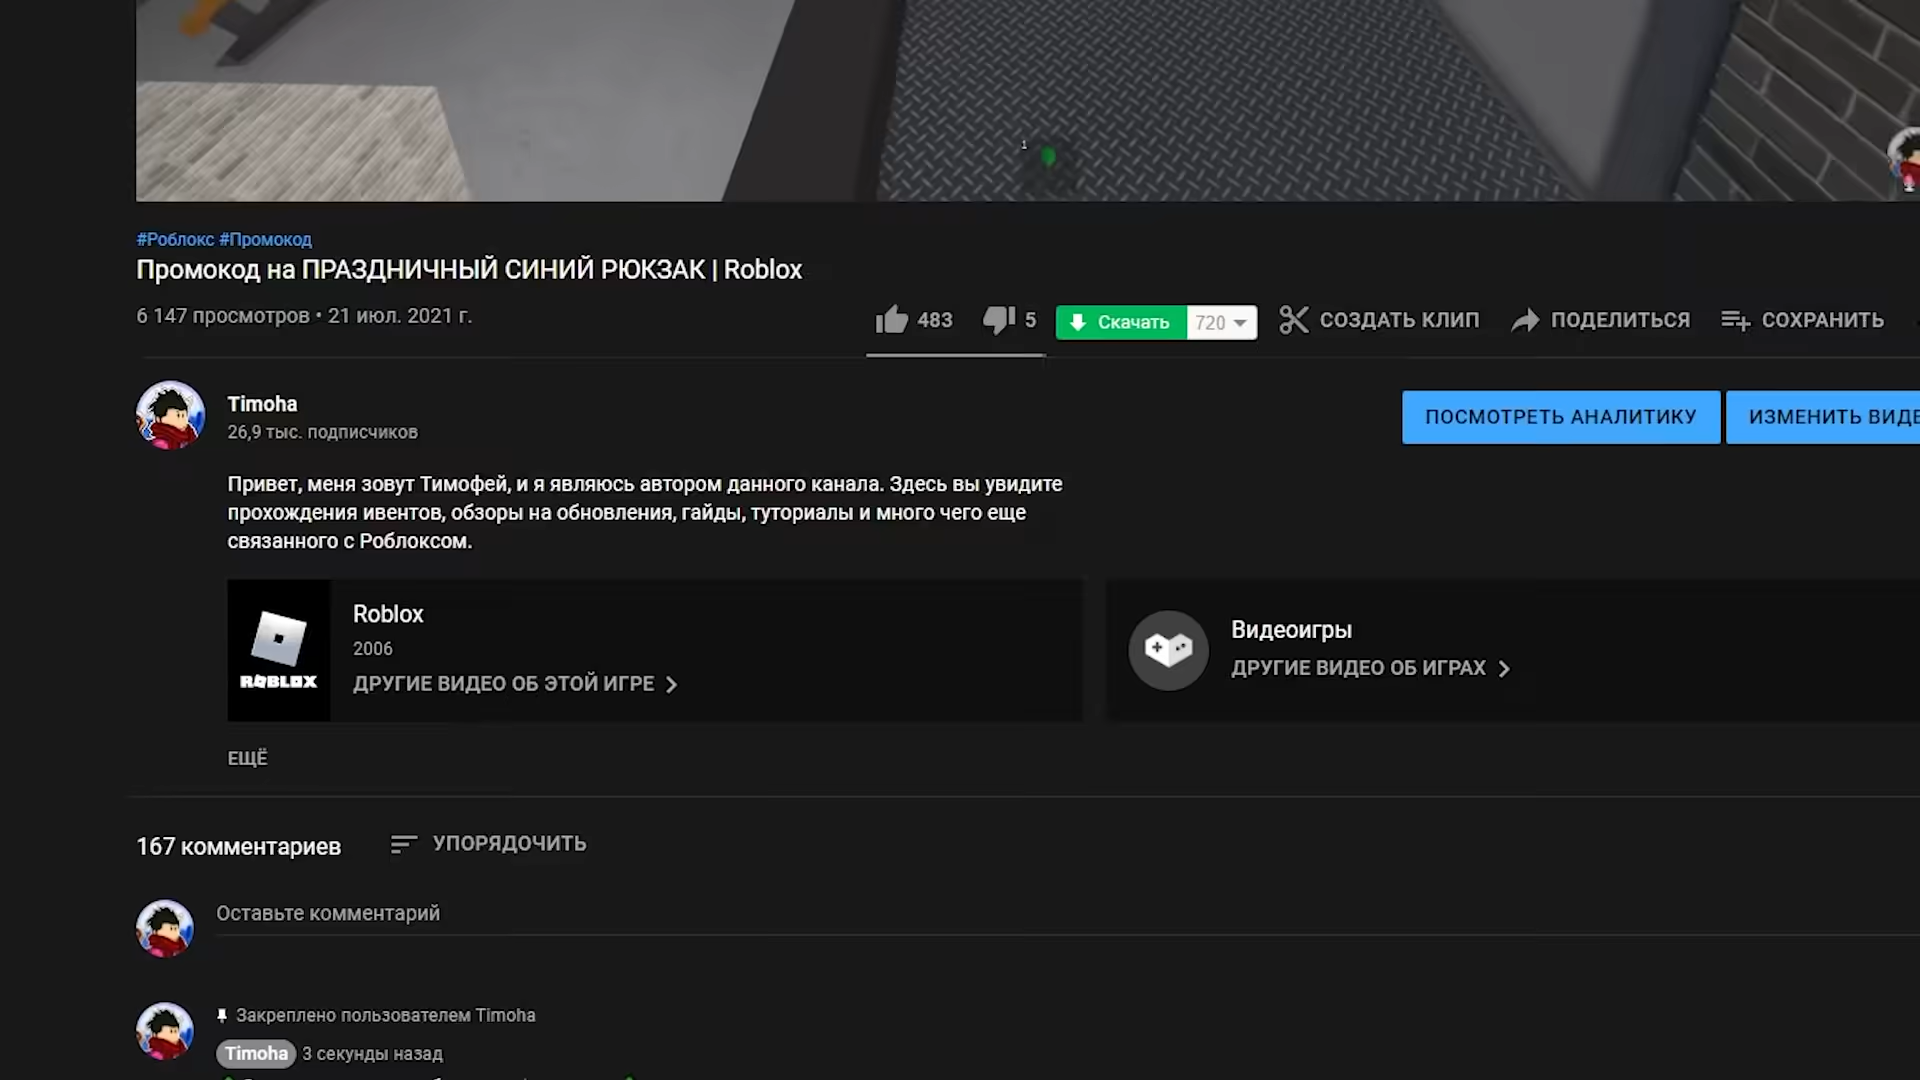 1
#Роблокс #Промокод
Промокод на ПРАЗДНИЧНЫЙ СИНИЙ РЮКЗАК | Roblox
6 147 просмотров • 21 июл. 2021 г.
483
5
Скачать 720
СОЗДАТЬ КЛИП
ПОДЕЛИТЬСЯ
СОХРАНИТЬ
Timoha
26,9 тыс. подписчиков
ПОСМОТРЕТЬ АНАЛИТИКУ
ИЗМЕНИТЬ ВИДЕ
Привет, меня зовут Тимофей, и я являюсь автором данного канала. Здесь вы увидите
прохождения ивентов, обзоры на обновления, гайды, туториалы и много чего еще
связанного с Роблоксом.
ROBLOX
Roblox
2006
ДРУГИЕ ВИДЕО ОБ ЭТОЙ ИГРЕ
Видеоигры
ДРУГИЕ ВИДЕО ОБ ИГРАХ
ЕЩЁ
167 комментариев
УПОРЯДОЧИТЬ
Оставьте комментарий
Закреплено пользователем Timoha
Timoha 3 секунды назад